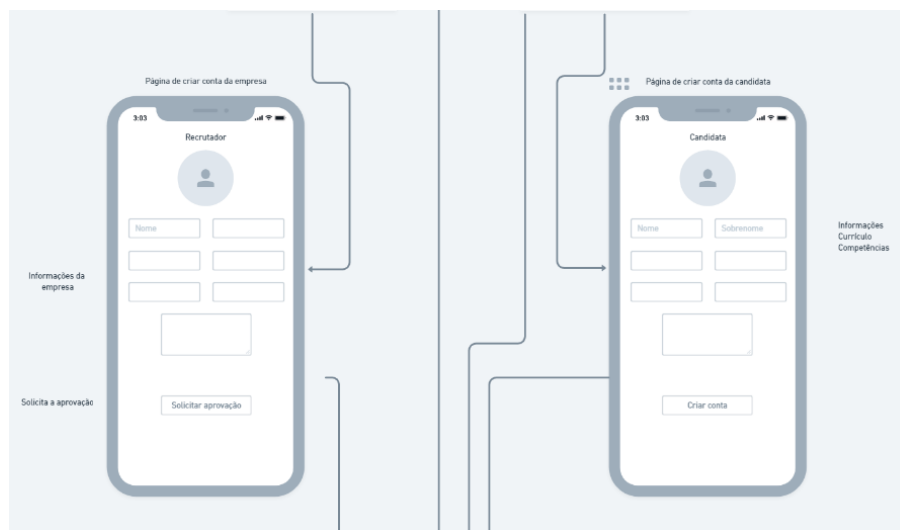 Página de criar conta da empresa
3:03
Recrutador
Nome
Informações da
empresa
Solicita a aprovação
Solicitar aprovação
Página de criar conta da candidata
3:03
Candidata
Nome
Sobrenome
Informações
Currículo
Competências
Criar conta